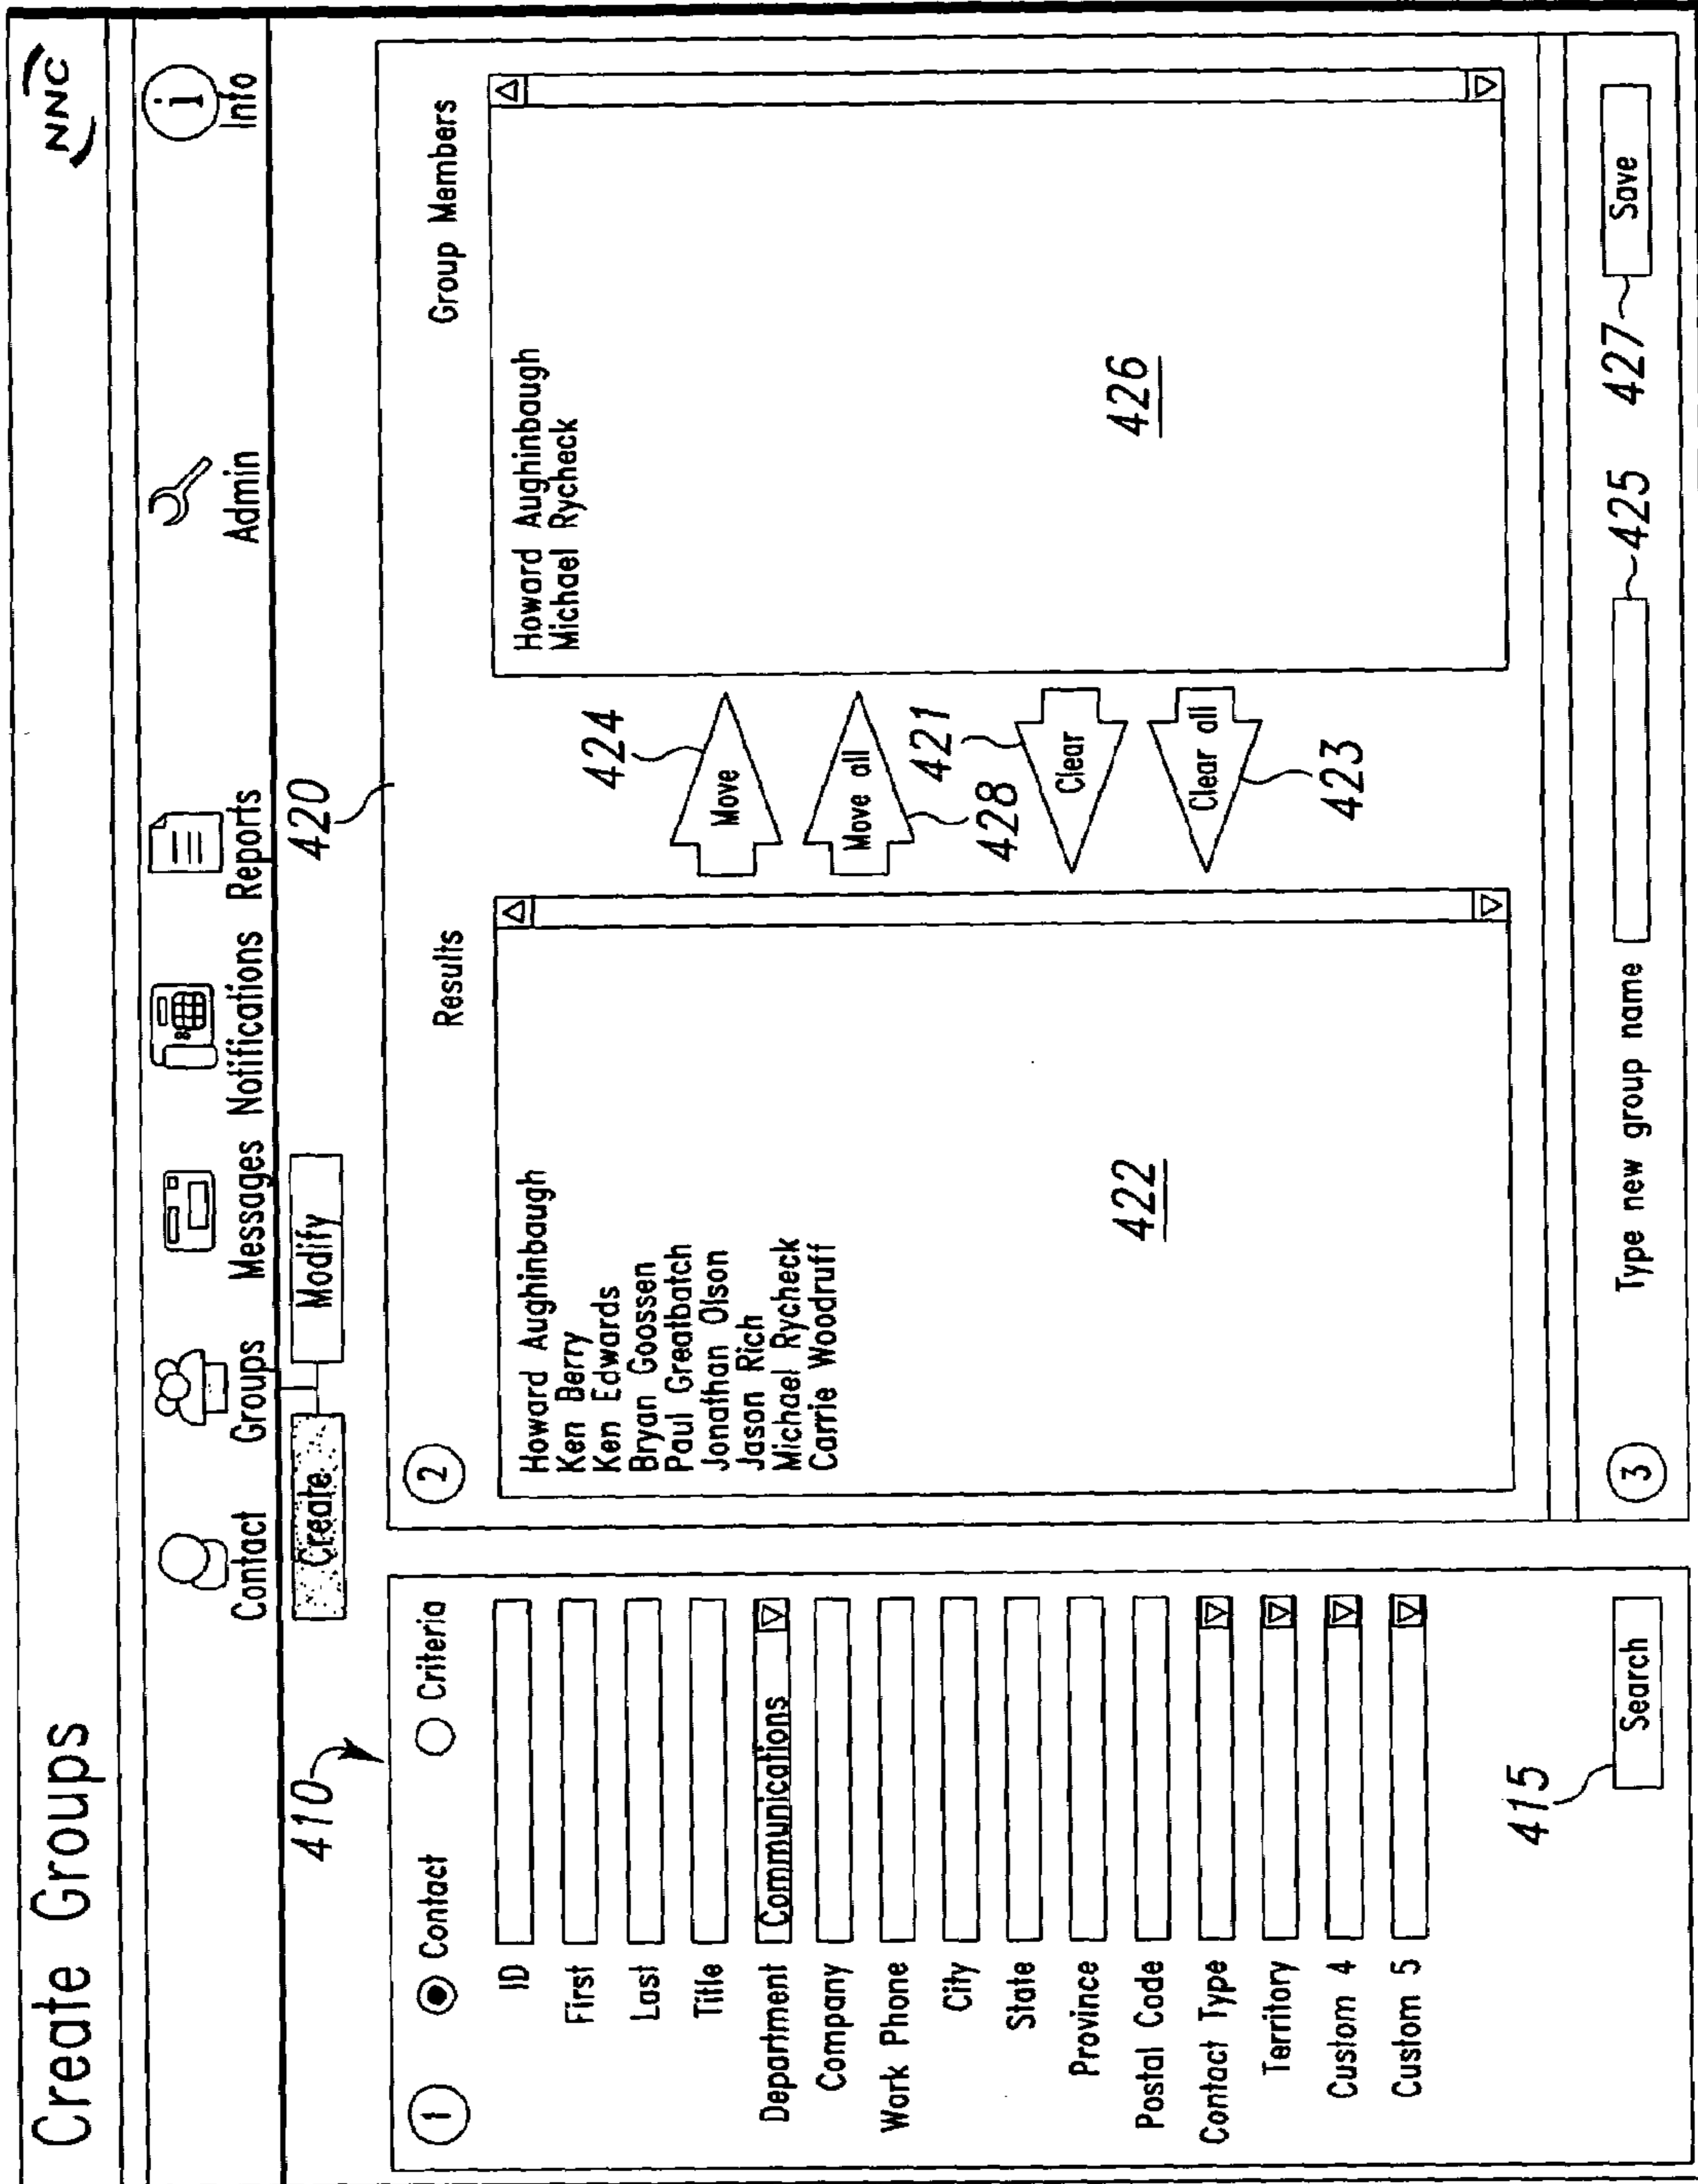 Create Groups
NNC
Contact Groups Messages Notifications Reports Admin i Info
Create Modify
410
420
1 Contact Criteria
ID
First
Last
Title
Department Communications
Company
Work Phone
City
State
Province
Postal Code
Contact Type
Territory
Custom 4
Custom 5
415
Search
2 Results
Howard Aughinbaugh
Ken Berry
Ken Edwards
Bryan Goossen
Paul Greatbatch
Jonathan Olson
Jason Rich
Michael Rycheck
Carrie Woodruff
422
424
Move
Move all
428
421
Clear
Clear all
423
Group Members
Howard Aughinbaugh
Michael Rycheck
426
3 Type new group name 425 427 Save